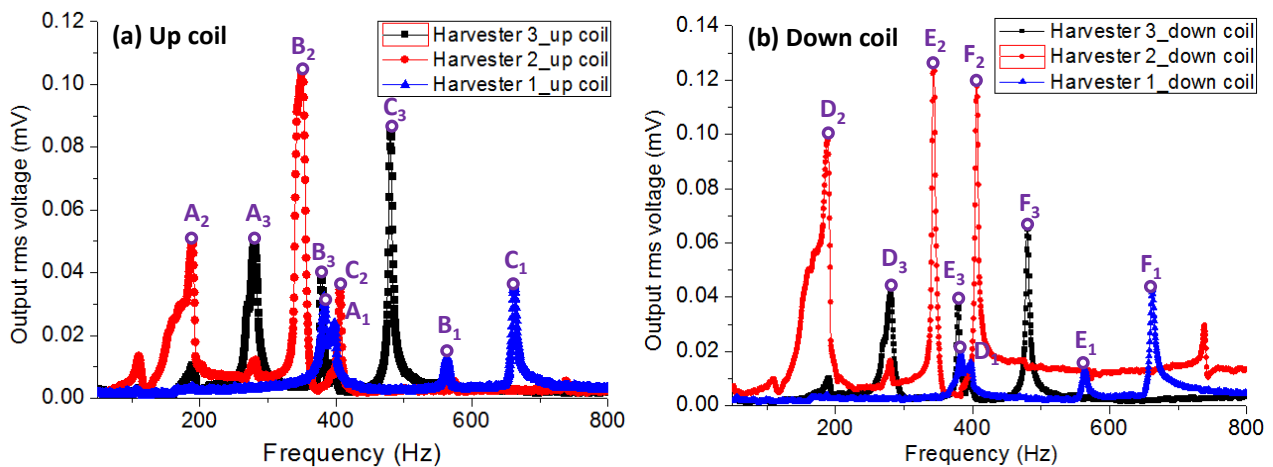 (a) Up coil
Harvester 3_up coil
Harvester 2_up coil
Harvester 1_up coil
Output rms voltage (mV)
0.12
0.10
0.08
0.06
0.04
0.02
0.00
A₂
A₃
B₂
B₃
C₃
C₂
A₁
B₁
C₁
200
400
600
800
Frequency (Hz)
(b) Down coil
Harvester 3_down coil
Harvester 2_down coil
Harvester 1_down coil
Output rms voltage (mV)
0.14
0.12
0.10
0.08
0.06
0.04
0.02
0.00
D₂
E₂
F₂
D₃
E₃
F₃
D₁
E₁
F₁
200
400
600
800
Frequency (Hz)